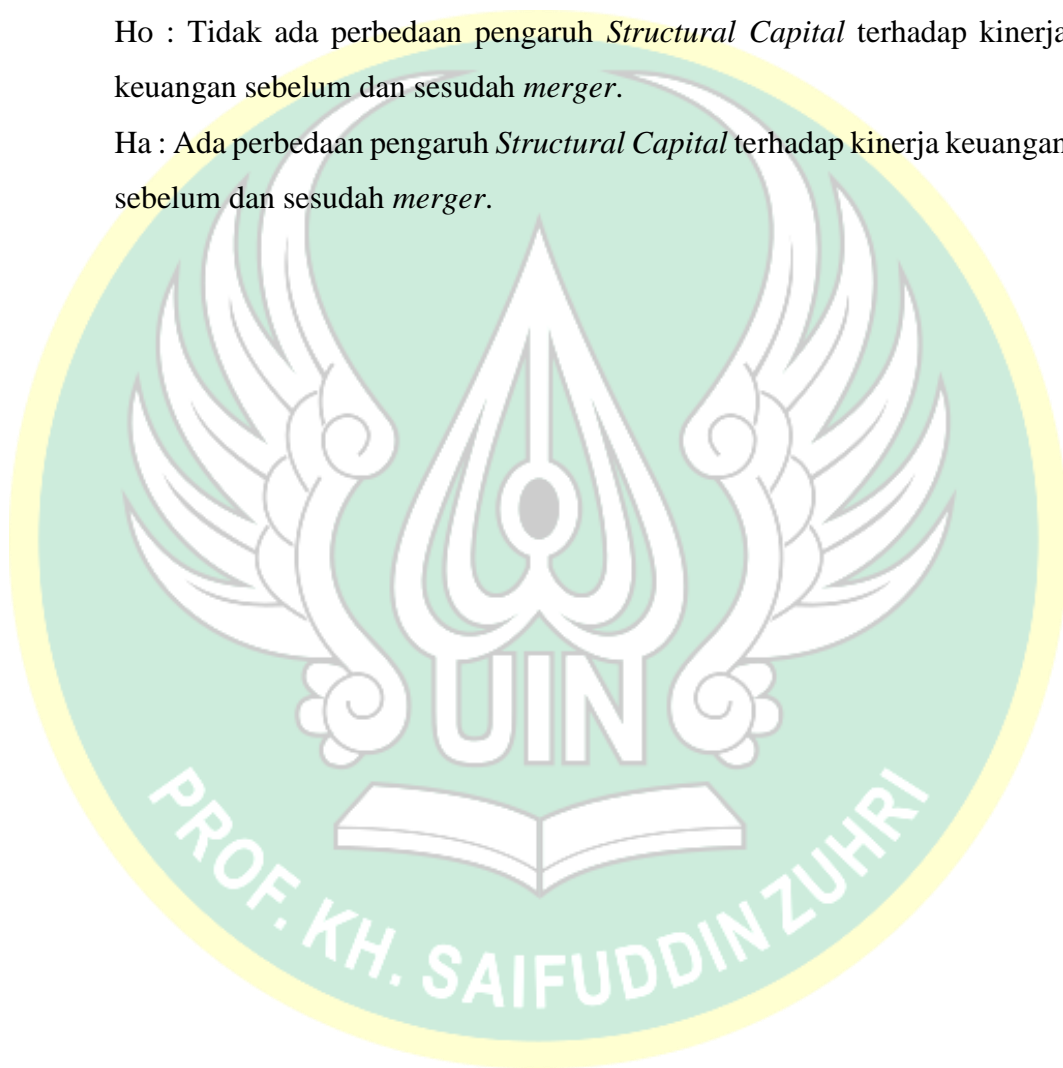 Ho : Tidak ada perbedaan pengaruh Structural Capital terhadap kinerja
keuangan sebelum dan sesudah merger.
Ha : Ada perbedaan pengaruh Structural Capital terhadap kinerja keuangan
sebelum dan sesudah merger.
UIN
PROF. KH. SAIFUDDIN ZUHRI